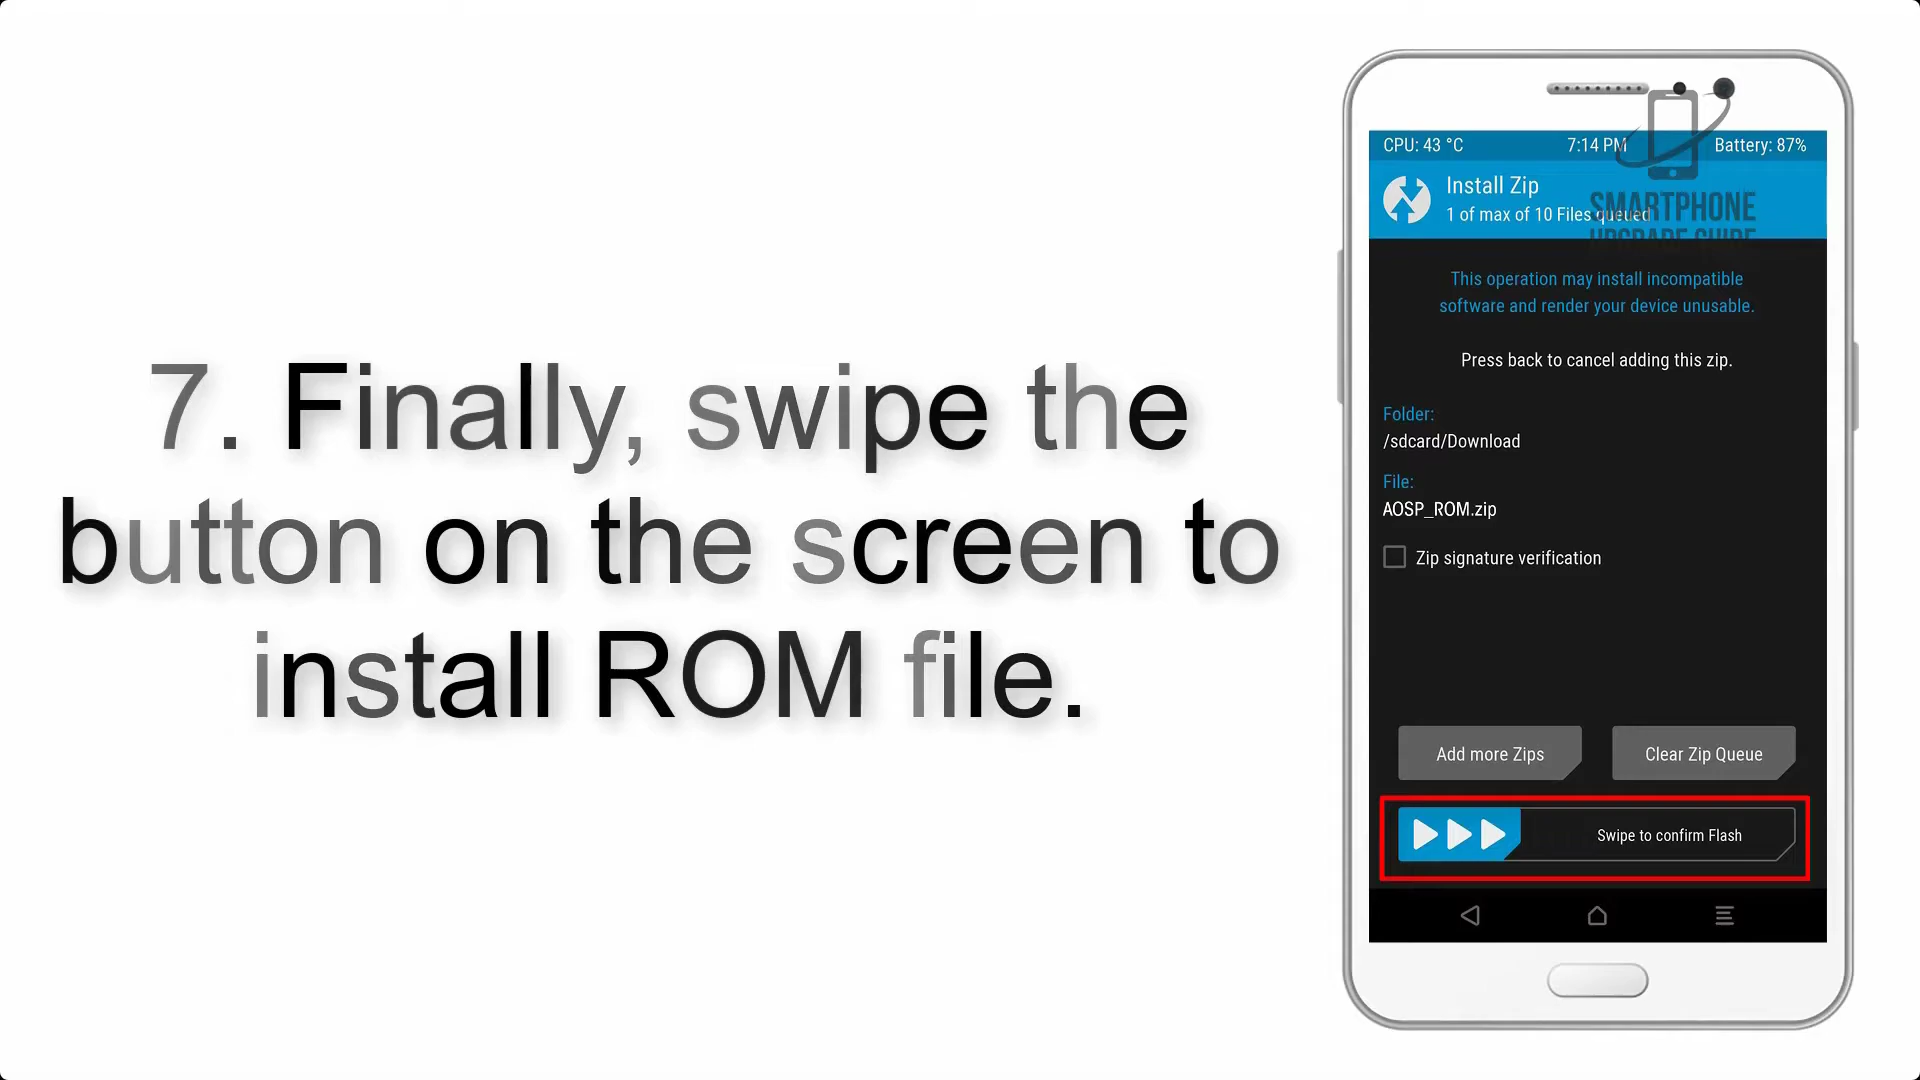 7. Finally, swipe the
button on the screen to
install ROM file.
CPU: 43 °C 7:14 PM Battery: 87%
Install Zip
1 of max of 10 Files queued
SMARTPHONE
UPGRADE GUIDE
This operation may install incompatible
software and render your device unusable.
Press back to cancel adding this zip.
Folder:
/sdcard/Download
File:
AOSP_ROM.zip
Zip signature verification
Add more Zips Clear Zip Queue
Swipe to confirm Flash